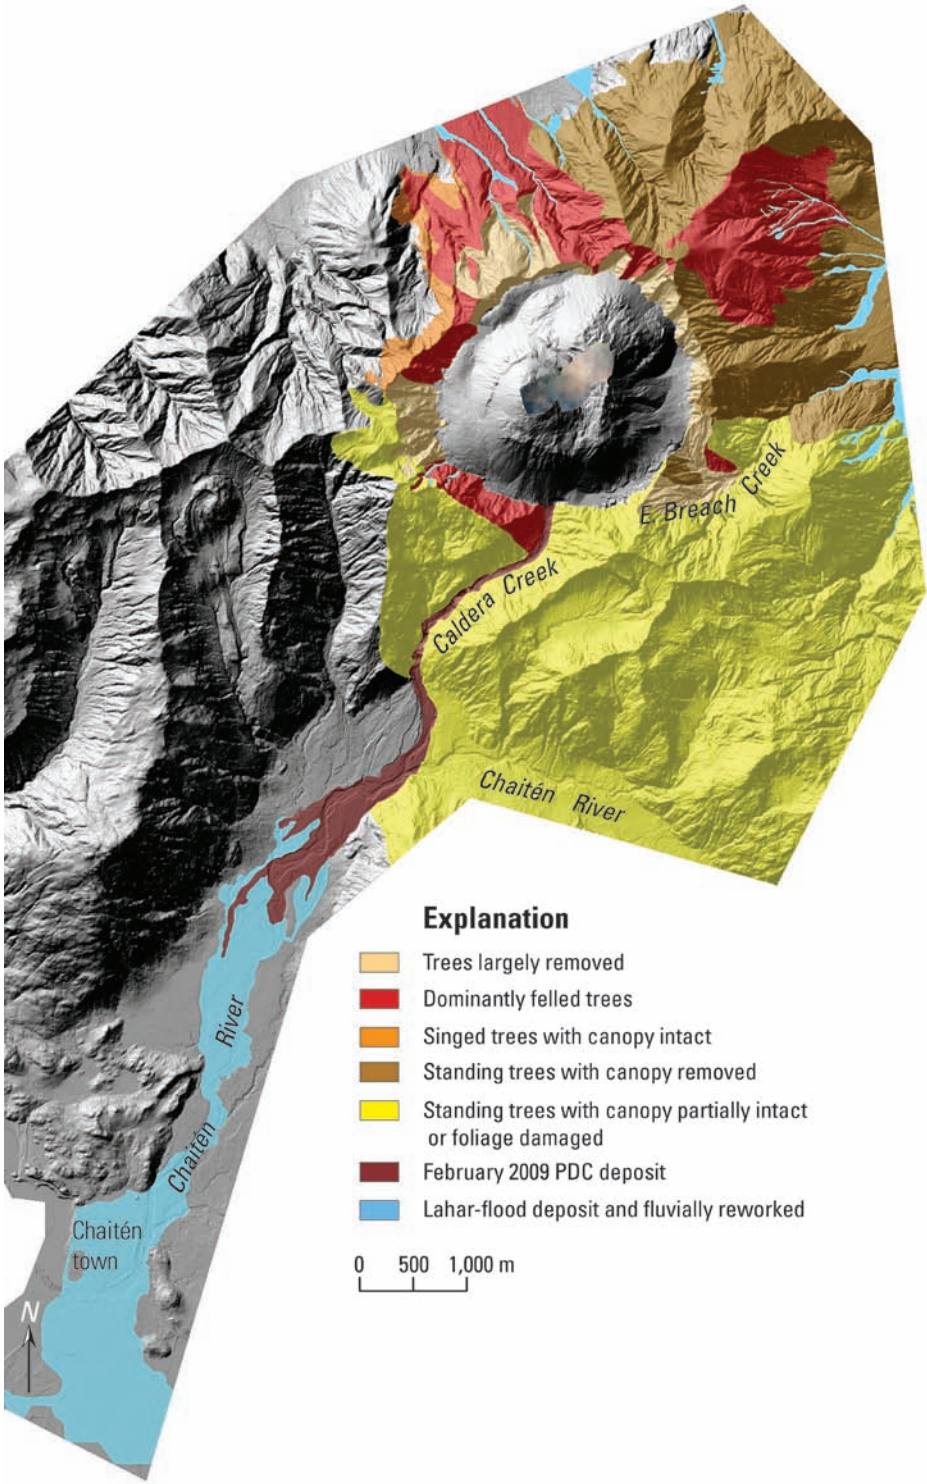 E. Breach Creek
Caldera Creek
Chaitén River
Explanation
Trees largely removed
Dominantly felled trees
Singed trees with canopy intact
Standing trees with canopy removed
Standing trees with canopy partially intact
or foliage damaged
February 2009 PDC deposit
Lahar-flood deposit and fluvially reworked
0 500 1,000 m
River
Chaitén
Chaitén
town
N